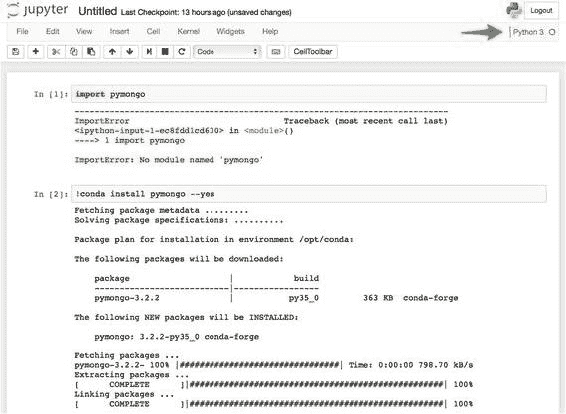 jupyter Untitled Last Checkpoint: 13 hours ago (unsaved changes) Logout
File Edit View Insert Cell Kernel Widgets Help Python 3
Code CellToolbar
In [1]: import pymongo
---------------------------------------------------------------------------
ImportError Traceback (most recent call last)
<ipython-input-1-ec8fdd1cd630> in <module>()
----> 1 import pymongo
ImportError: No module named 'pymongo'
In [2]: !conda install pymongo --yes
Fetching package metadata .........
Solving package specifications: ..........
Package plan for installation in environment /opt/conda:
The following packages will be downloaded:
package | build
---------------------------|-----------------
pymongo-3.2.2 | py35_0 363 KB conda-forge
The following NEW packages will be INSTALLED:
pymongo: 3.2.2-py35_0 conda-forge
Fetching packages ...
pymongo-3.2.2- 100% |################################| Time: 0:00:00 798.70 kB/s
Extracting packages ...
[ COMPLETE ]|###################################################| 100%
Linking packages ...
[ COMPLETE ]|###################################################| 100%